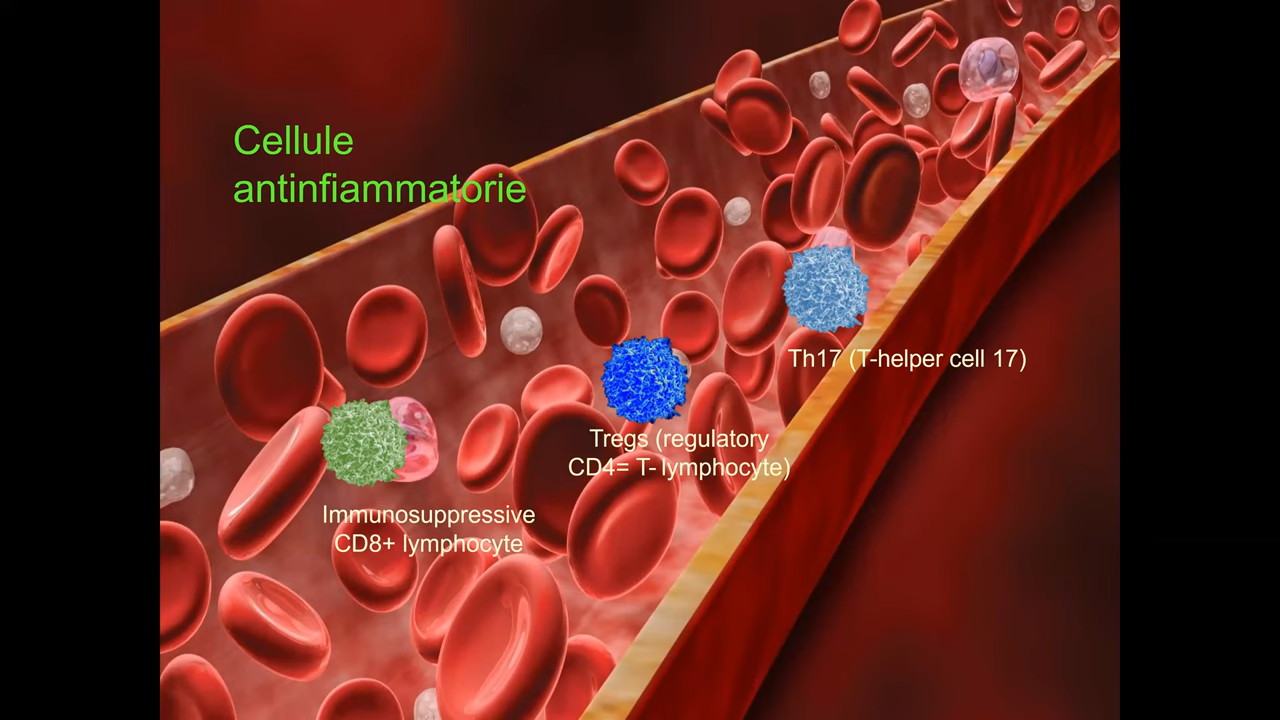 Cellule
antinfiammatorie
Th17 (T-helper cell 17)
Tregs (regulatory
CD4= T- lymphocyte)
Immunosuppressive
CD8+ lymphocyte